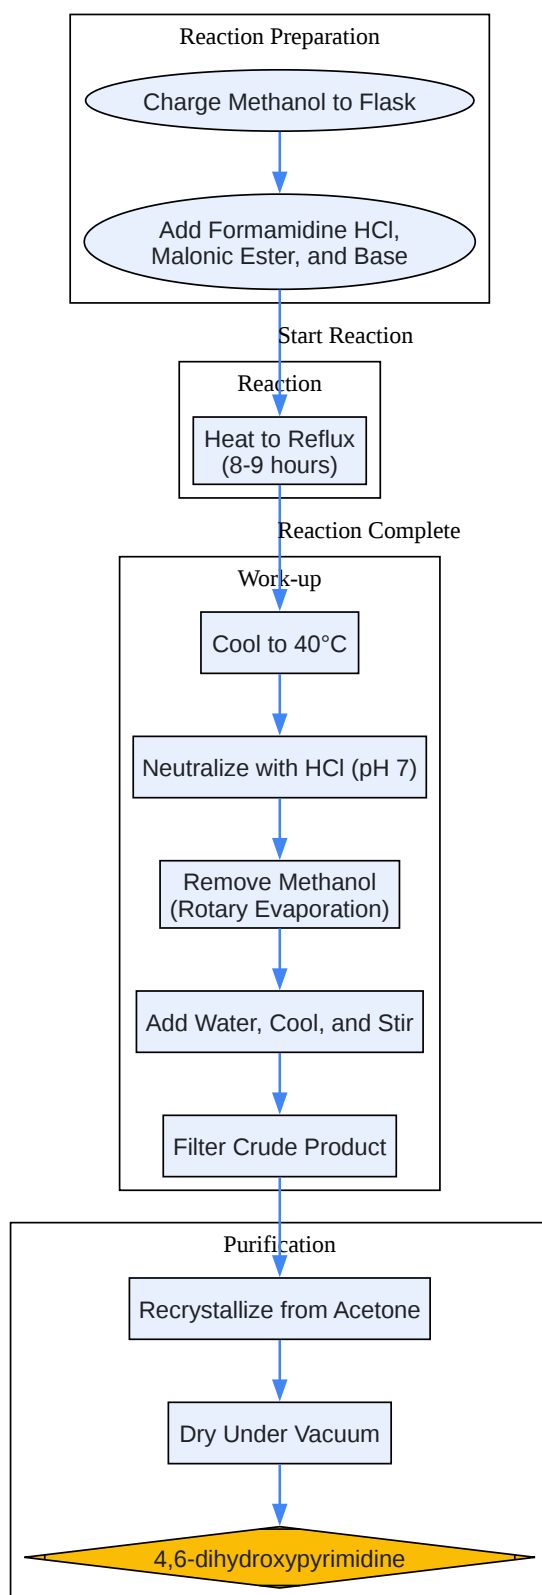 Reaction Preparation
Charge Methanol to Flask
Add Formamidine HCl,
Malonic Ester, and Base
Start Reaction
Reaction
Heat to Reflux
(8-9 hours)
Reaction Complete
Work-up
Cool to 40°C
Neutralize with HCl (pH 7)
Remove Methanol
(Rotary Evaporation)
Add Water, Cool, and Stir
Filter Crude Product
Purification
Recrystallize from Acetone
Dry Under Vacuum
4,6-dihydroxypyrimidine